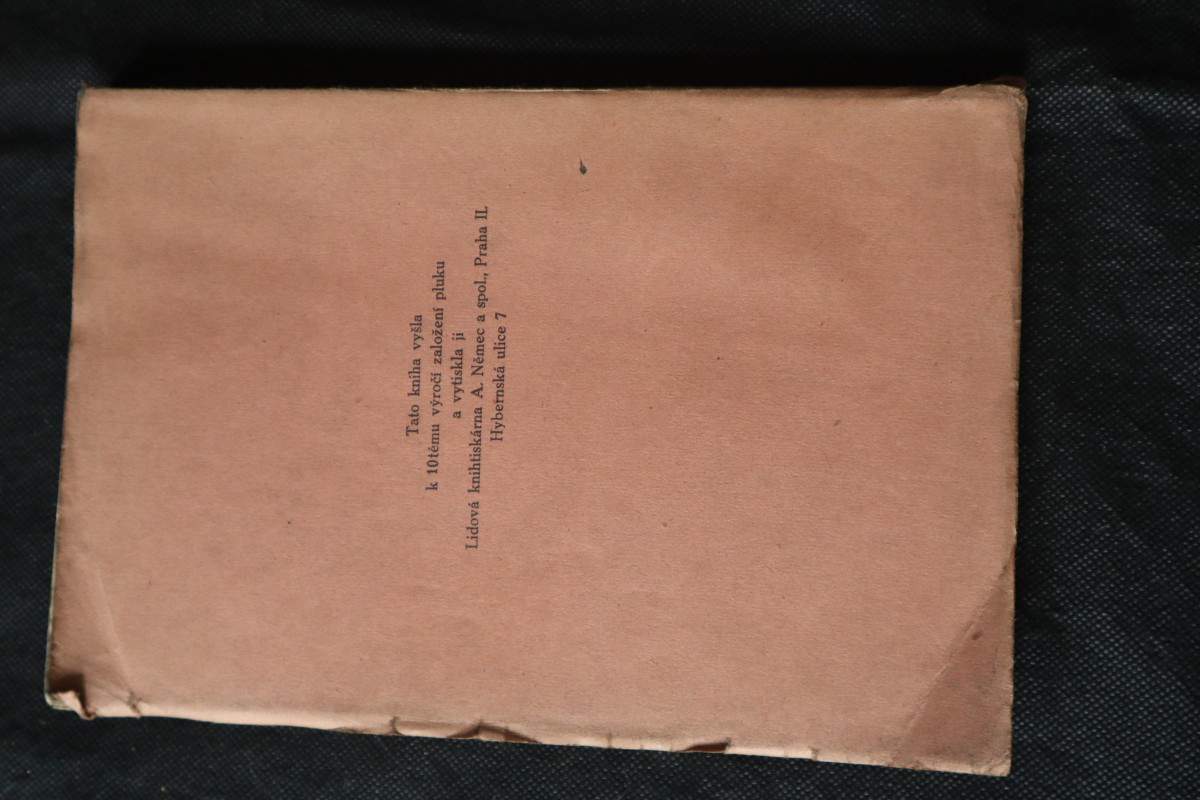 Tato kniha vyšla
k 10tému výročí založení pluku
a vytiskla ji
Lidová knihtiskárna A. Němec a spol., Praha II.
Hybernská ulice 7